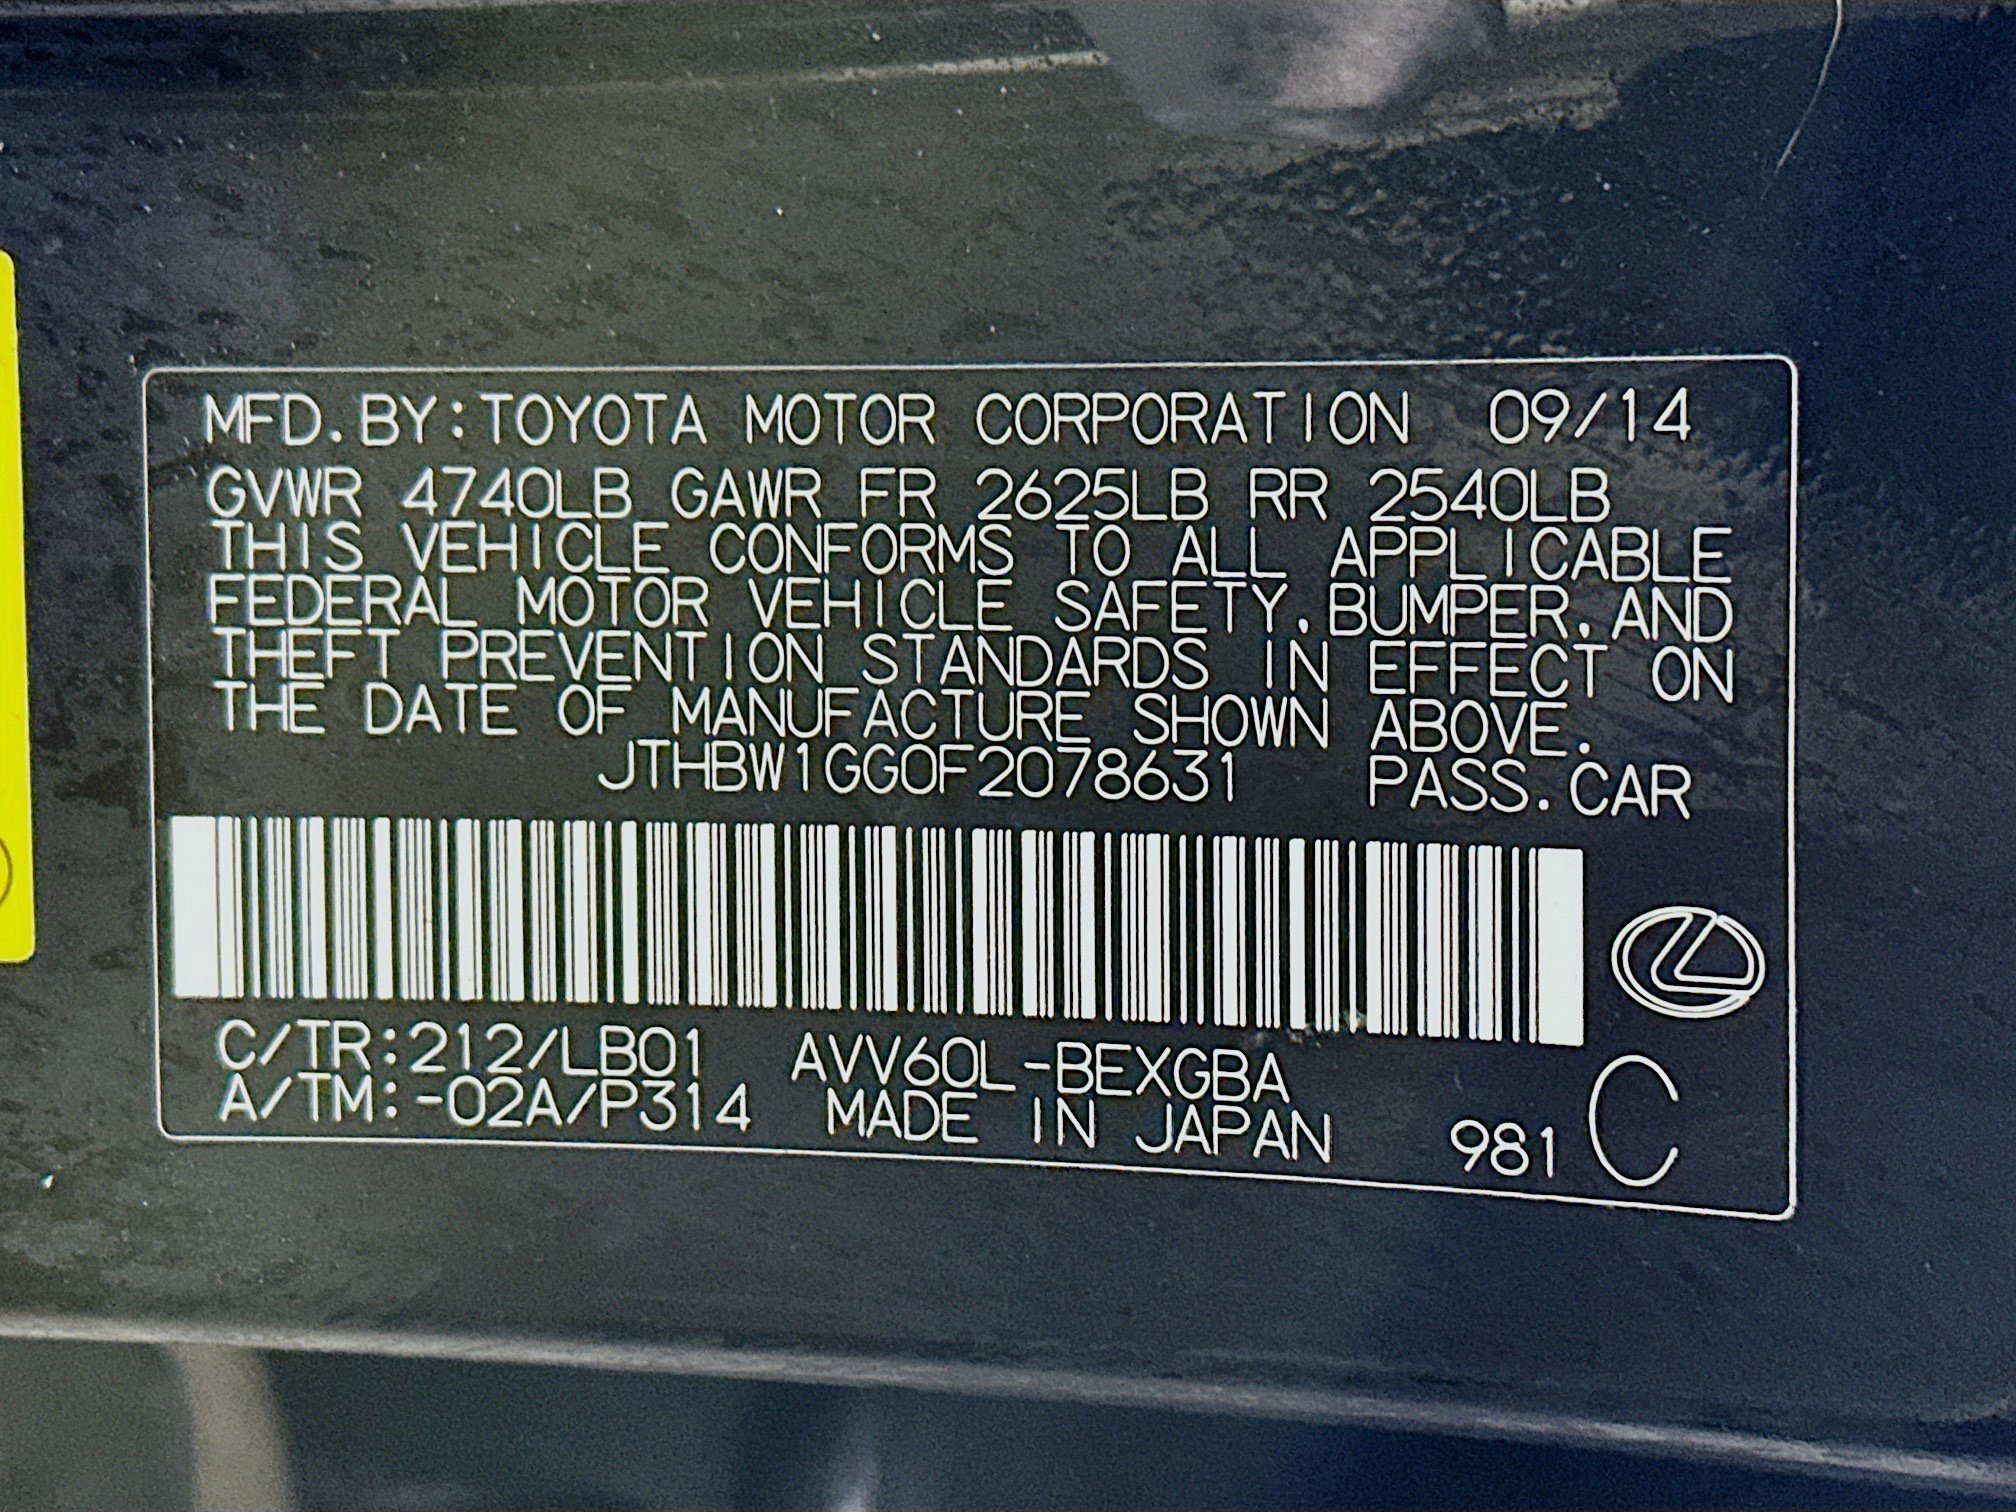 MFD. BY: TOYOTA MOTOR CORPORATION 09/14
GVWR 4740LB GAWR FR 2625LB RR 2540LB
THIS VEHICLE CONFORMS TO ALL APPLICABLE
FEDERAL MOTOR VEHICLE SAFETY, BUMPER, AND
THEFT PREVENTION STANDARDS IN EFFECT ON
THE DATE OF MANUFACTURE SHOWN ABOVE.
JTHBW1GG0F2078631 PASS. CAR
C/TR:212/LB01 AVV60L-BEXGBA
A/TM:-02A/P314 MADE IN JAPAN 981 C